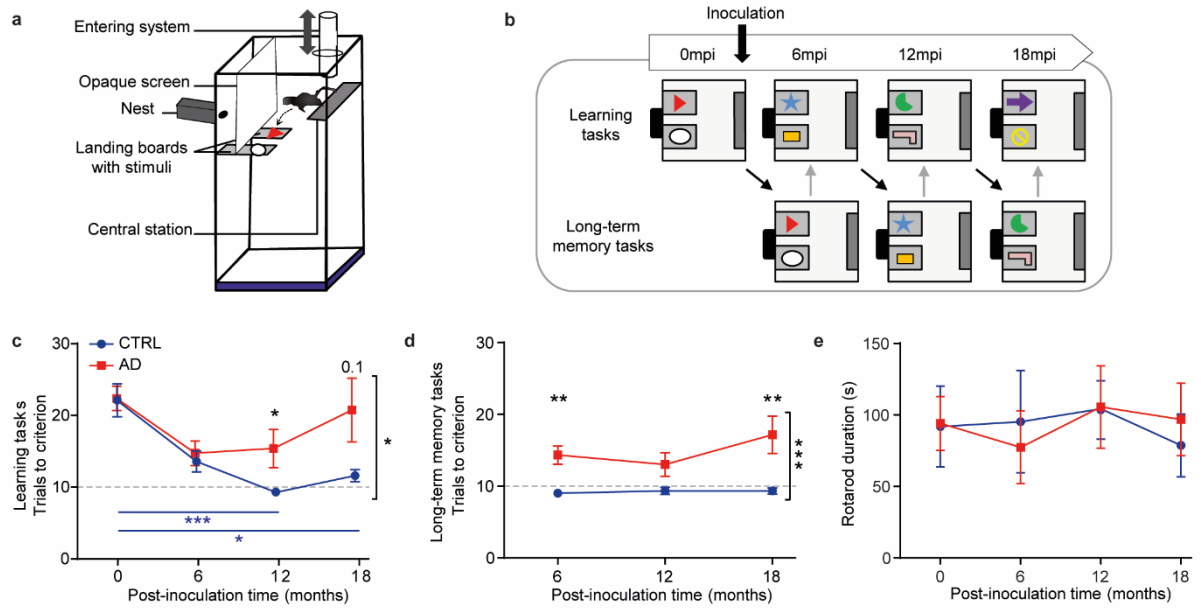 a
Entering system
Opaque screen
Nest
Landing boards
with stimuli
Central station
b
Inoculation
0mpi 6mpi 12mpi 18mpi
Learning
tasks
Long-term
memory tasks
c
CTRL
AD
Learning tasks
Trials to criterion
30
20
10
0
0.1
*
*
***
*
0 6 12 18
Post-inoculation time (months)
d
Long-term memory tasks
Trials to criterion
30
20
10
0
**
**
***
6 12 18
Post-inoculation time (months)
e
Rotarod duration (s)
150
100
50
0
0 6 12 18
Post-inoculation time (months)